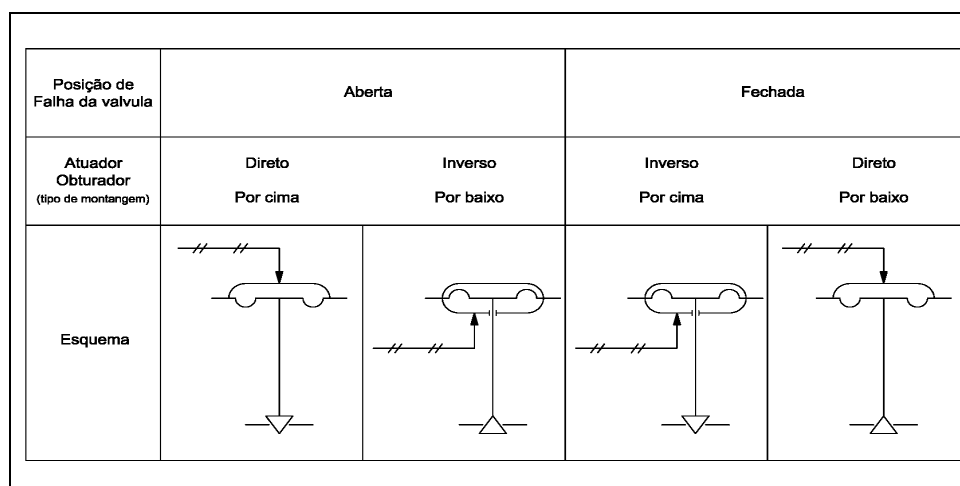 Posição de
Falha da valvula
Aberta
Fechada
Atuador
Obturador
(tipo de montangem)
Direto
Por cima
Inverso
Por baixo
Inverso
Por cima
Direto
Por baixo
Esquema